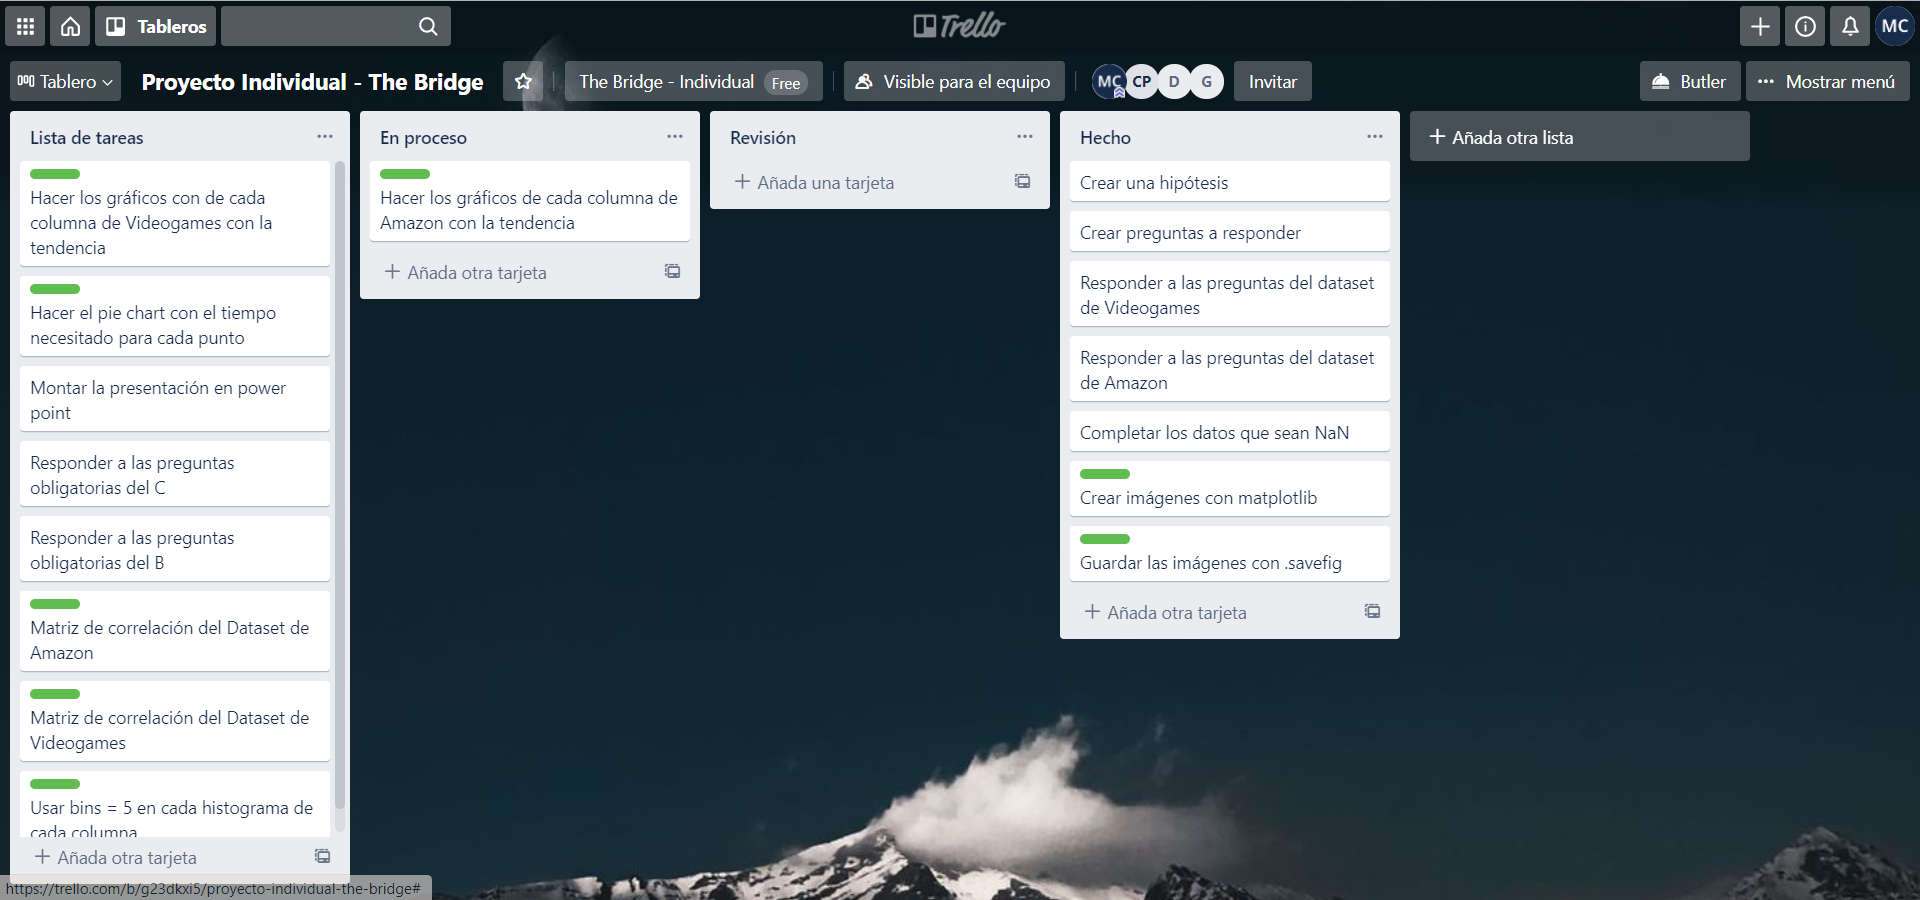 Tableros
Trello
MC
Tablero
Proyecto Individual - The Bridge
The Bridge - Individual Free
Visible para el equipo
MC CP D G
Invitar
Butler
Mostrar menú
Lista de tareas
Hacer los gráficos con de cada
columna de Videogames con la
tendencia
Hacer el pie chart con el tiempo
necesitado para cada punto
Montar la presentación en power
point
Responder a las preguntas
obligatorias del C
Responder a las preguntas
obligatorias del B
Matriz de correlación del Dataset de
Amazon
Matriz de correlación del Dataset de
Videogames
Usar bins = 5 en cada histograma de
cada columna
Añada otra tarjeta
En proceso
Hacer los gráficos de cada columna de
Amazon con la tendencia
Añada otra tarjeta
Revisión
Añada una tarjeta
Hecho
Crear una hipótesis
Crear preguntas a responder
Responder a las preguntas del dataset
de Videogames
Responder a las preguntas del dataset
de Amazon
Completar los datos que sean NaN
Crear imágenes con matplotlib
Guardar las imágenes con .savefig
Añada otra tarjeta
Añada otra lista
https://trello.com/b/g23dkxi5/proyecto-individual-the-bridge#